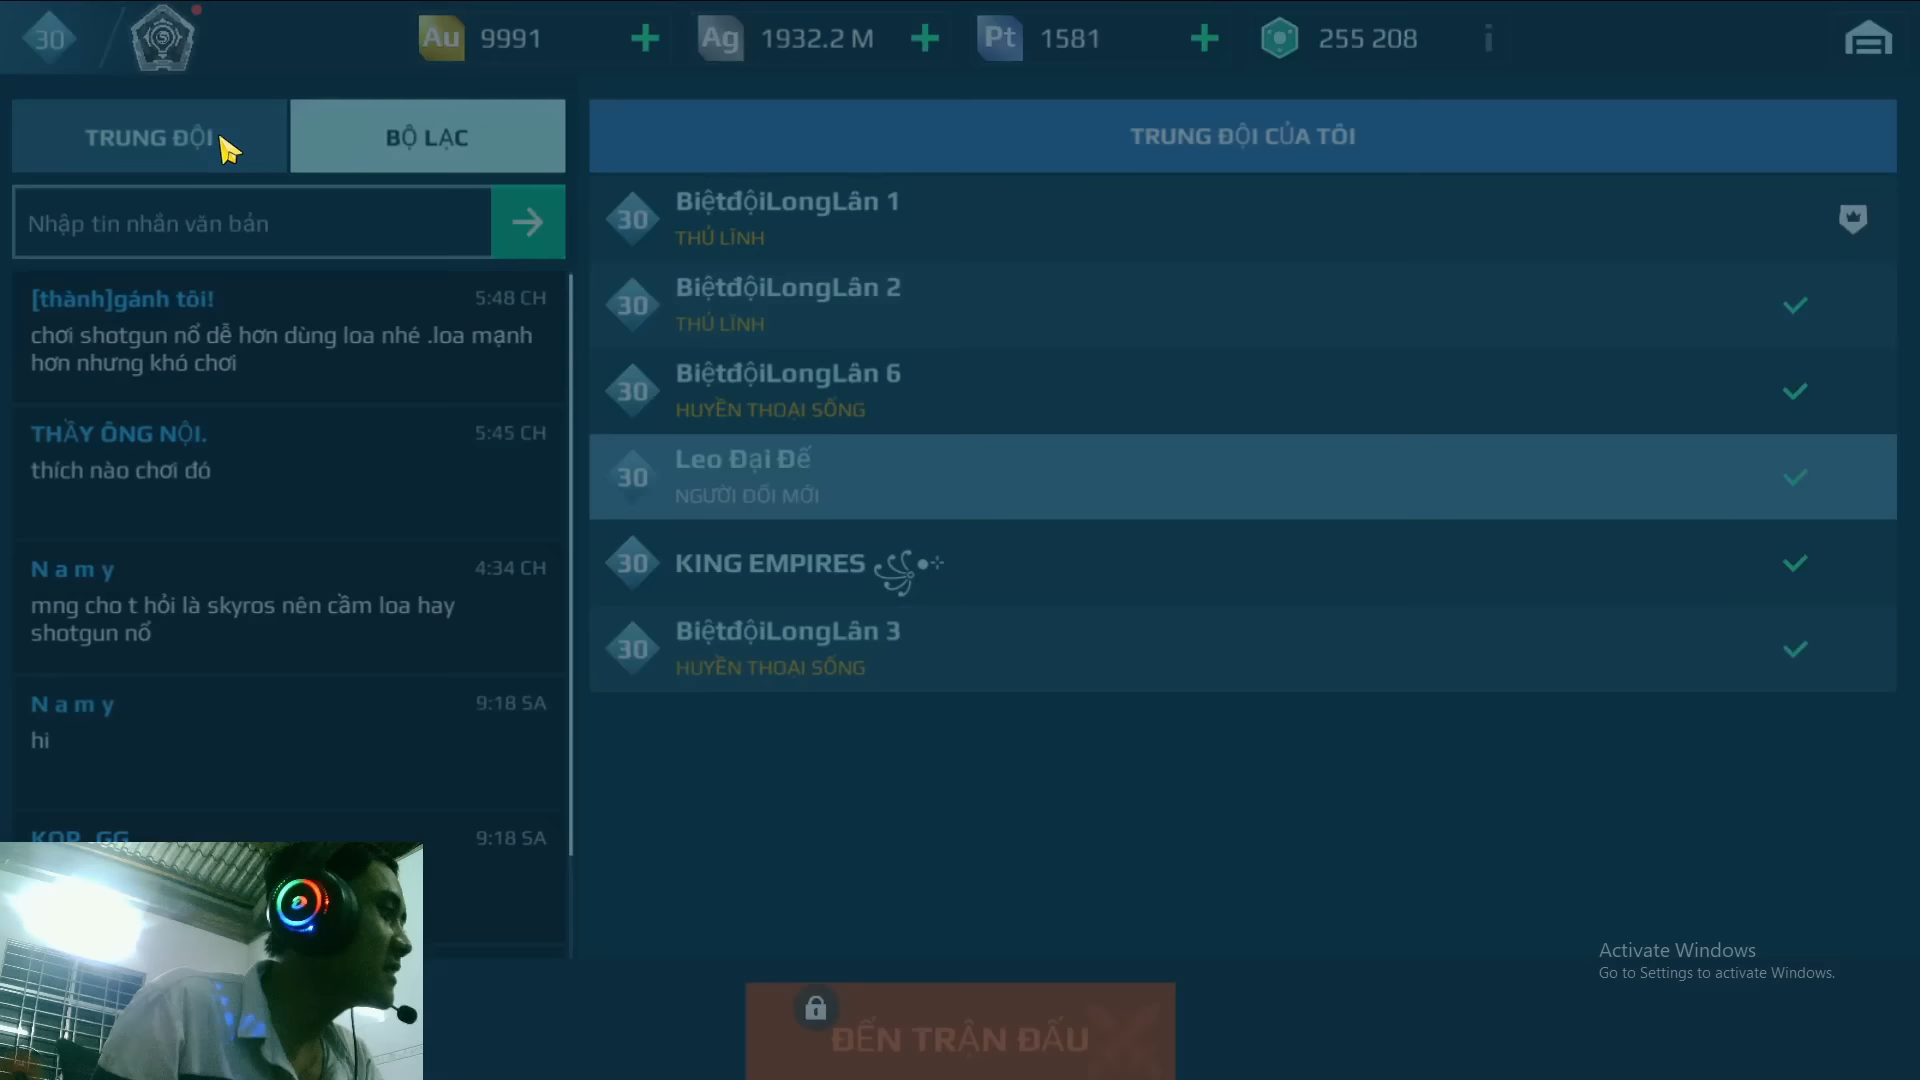 30
Au 9991
Ag 1932.2 M
Pt 1581
255 208
TRUNG ĐỘI
BỘ LẠC
Nhập tin nhắn văn bản
[thành]gánh tôi!
5:48 CH
chơi shotgun nổ dễ hơn dùng loa nhé .loa mạnh
hơn nhưng khó chơi
THẦY ÔNG NỘI.
5:45 CH
thích nào chơi đó
N a m y
4:34 CH
mng cho t hỏi là skyros nên cầm loa hay
shotgun nổ
N a m y
9:18 SA
hi
KOP_GG
9:18 SA
TRUNG ĐỘI CỦA TÔI
30
BiệtđộiLongLân 1
THỦ LĨNH
30
BiệtđộiLongLân 2
THỦ LĨNH
30
BiệtđộiLongLân 6
HUYỀN THOẠI SỐNG
30
Leo Đại Đế
NGƯỜI ĐỔI MỚI
30
KING EMPIRES
30
BiệtđộiLongLân 3
HUYỀN THOẠI SỐNG
ĐẾN TRẬN ĐẤU
Activate Windows
Go to Settings to activate Windows.